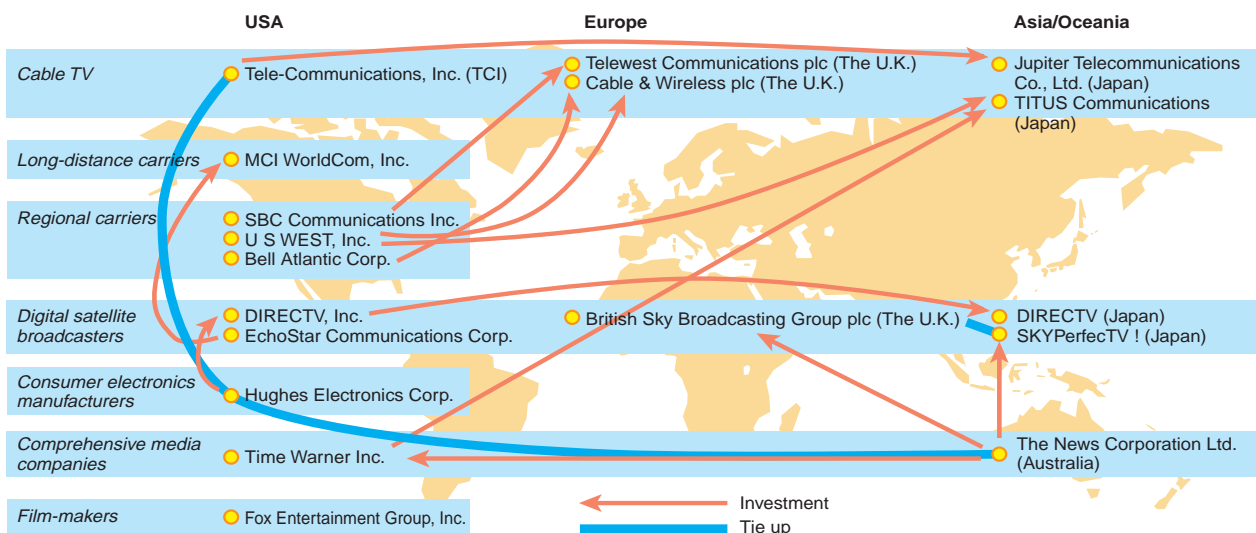 USA Europe Asia/Oceania
Cable TV
Tele-Communications, Inc. (TCI)
Telewest Communications plc (The U.K.)
Cable & Wireless plc (The U.K.)
Jupiter Telecommunications
Co., Ltd. (Japan)
TITUS Communications
(Japan)
Long-distance carriers
MCI WorldCom, Inc.
Regional carriers
SBC Communications Inc.
U S WEST, Inc.
Bell Atlantic Corp.
Digital satellite
broadcasters
DIRECTV, Inc.
EchoStar Communications Corp.
British Sky Broadcasting Group plc (The U.K.)
DIRECTV (Japan)
SKYPerfecTV ! (Japan)
Consumer electronics
manufacturers
Hughes Electronics Corp.
Comprehensive media
companies
Time Warner Inc.
The News Corporation Ltd.
(Australia)
Film-makers
Fox Entertainment Group, Inc.
Investment
Tie up